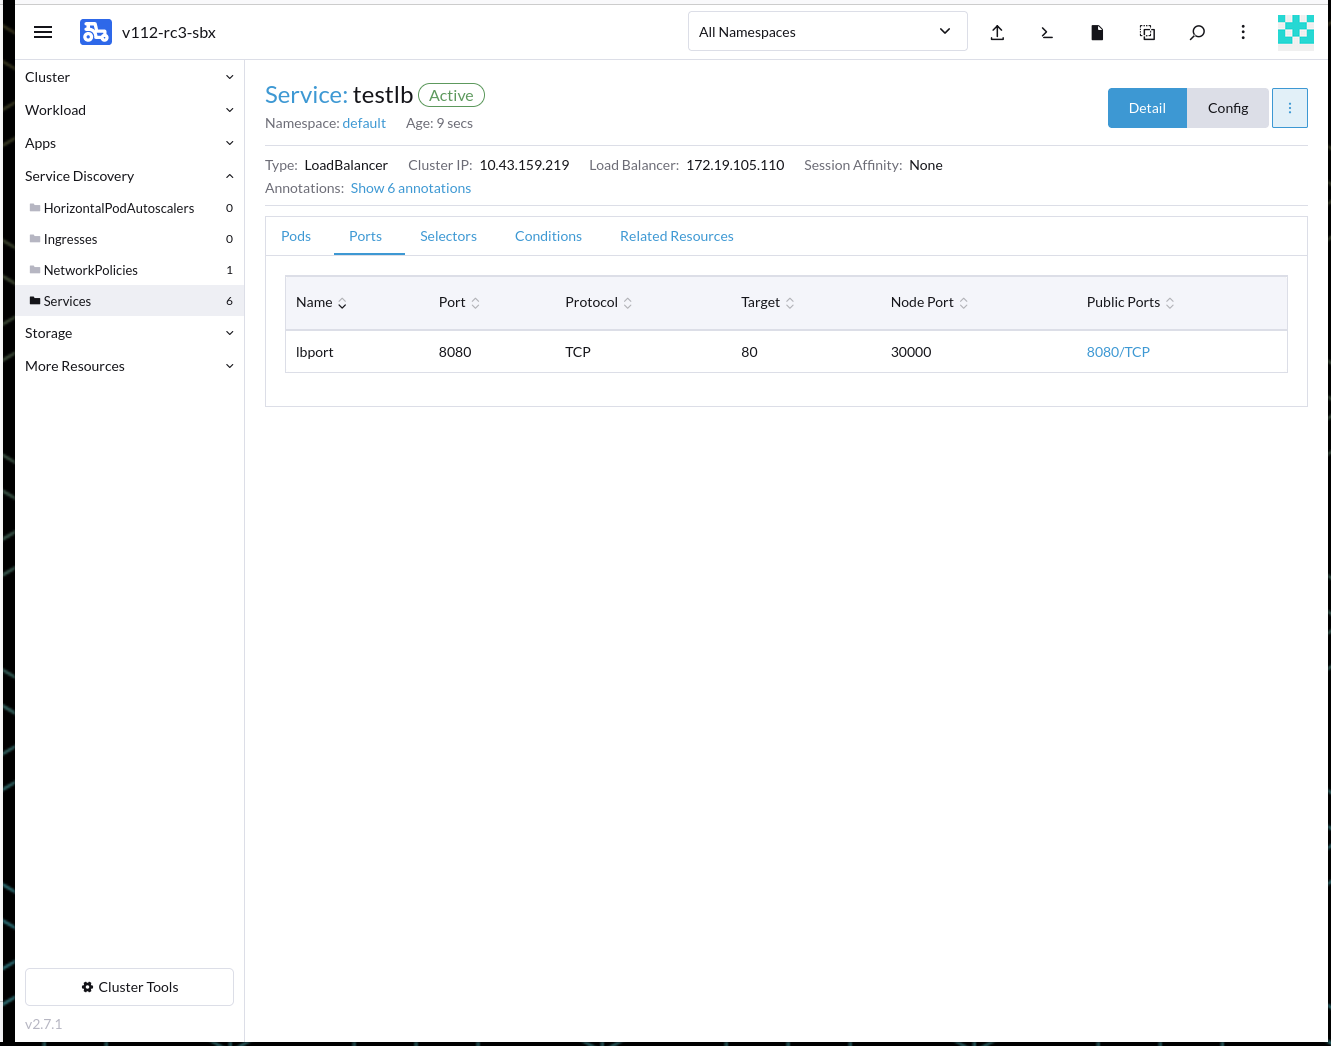 v112-rc3-sbx
All Namespaces
Cluster
Workload
Apps
Service Discovery
HorizontalPodAutoscalers 0
Ingresses 0
NetworkPolicies 1
Services 6
Storage
More Resources
Cluster Tools
v2.7.1
Service: testlb Active
Namespace: default Age: 9 secs
Detail Config
Type: LoadBalancer Cluster IP: 10.43.159.219 Load Balancer: 172.19.105.110 Session Affinity: None
Annotations: Show 6 annotations
Pods Ports Selectors Conditions Related Resources
Name Port Protocol Target Node Port Public Ports
lbport 8080 TCP 80 30000 8080/TCP